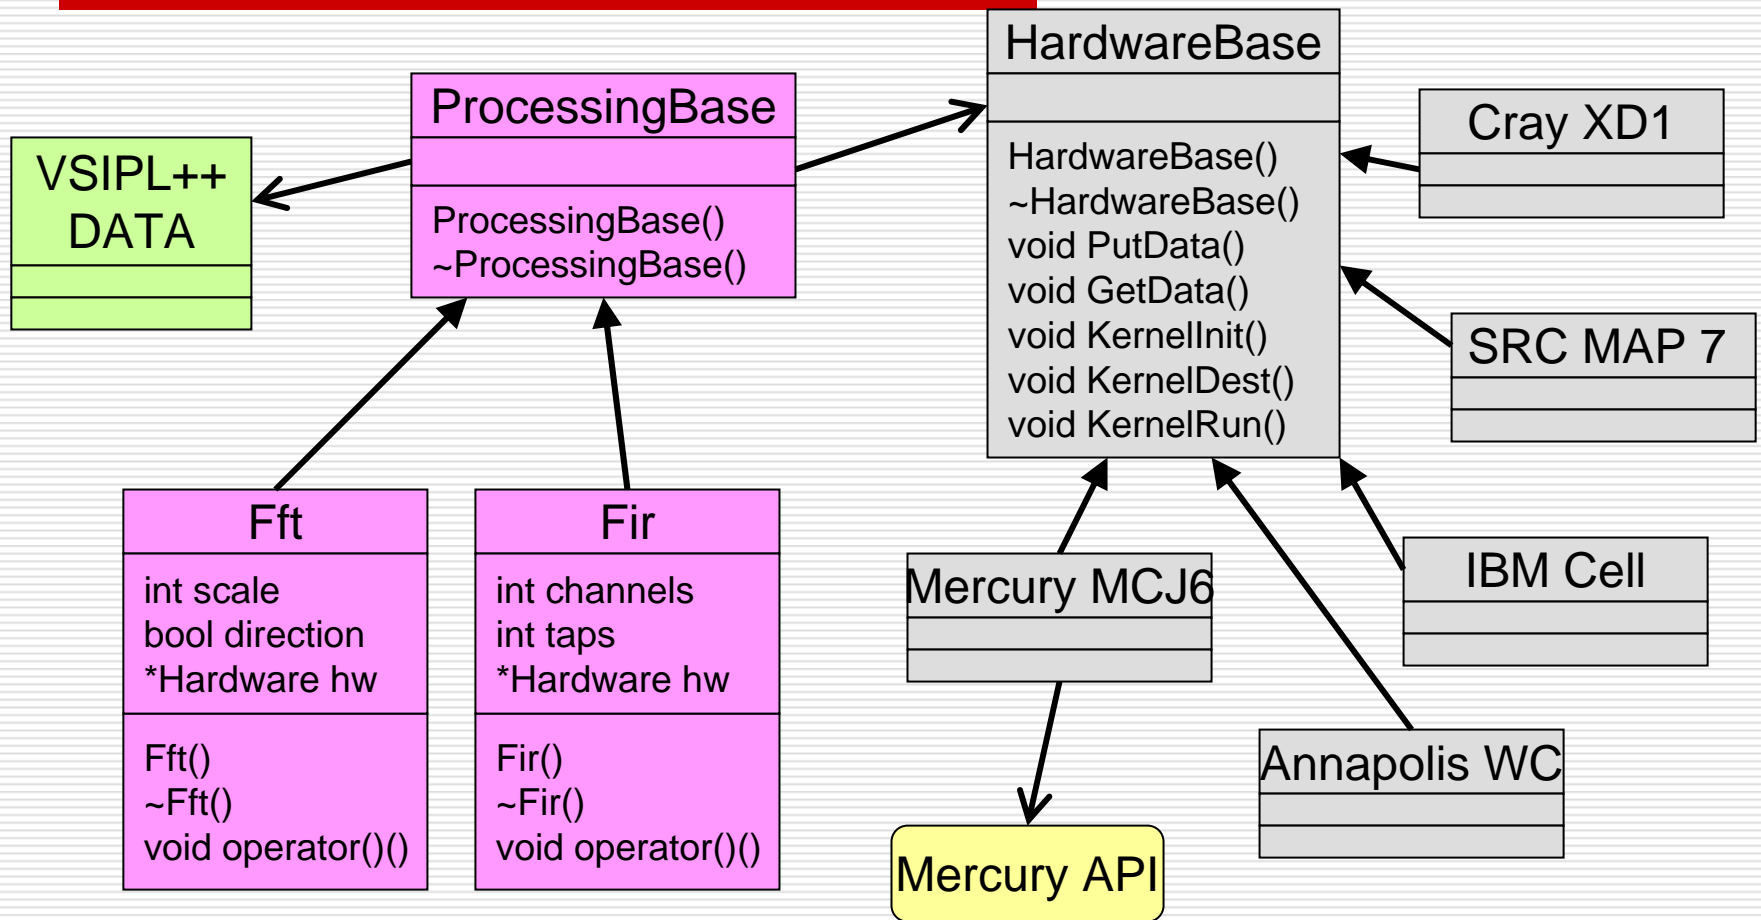 HardwareBase
HardwareBase()
~HardwareBase()
void PutData()
void GetData()
void KernelInit()
void KernelDest()
void KernelRun()
ProcessingBase
ProcessingBase()
~ProcessingBase()
VSIPL++
DATA
Cray XD1
SRC MAP 7
Fft
int scale
bool direction
*Hardware hw
Fft()
~Fft()
void operator()()
Fir
int channels
int taps
*Hardware hw
Fir()
~Fir()
void operator()()
Mercury MCJ6
IBM Cell
Annapolis WC
Mercury API